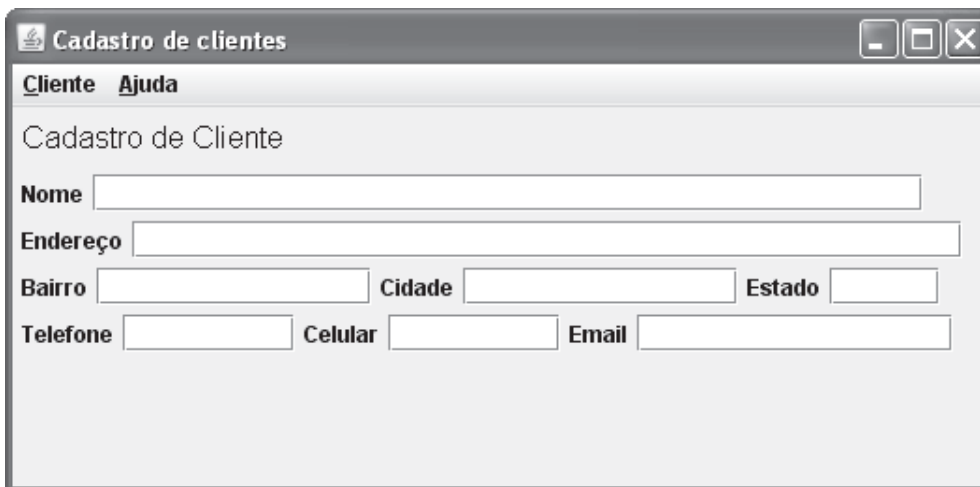 Cadastro de clientes
Cliente Ajuda
Cadastro de Cliente
Nome
Endereço
Bairro Cidade Estado
Telefone Celular Email